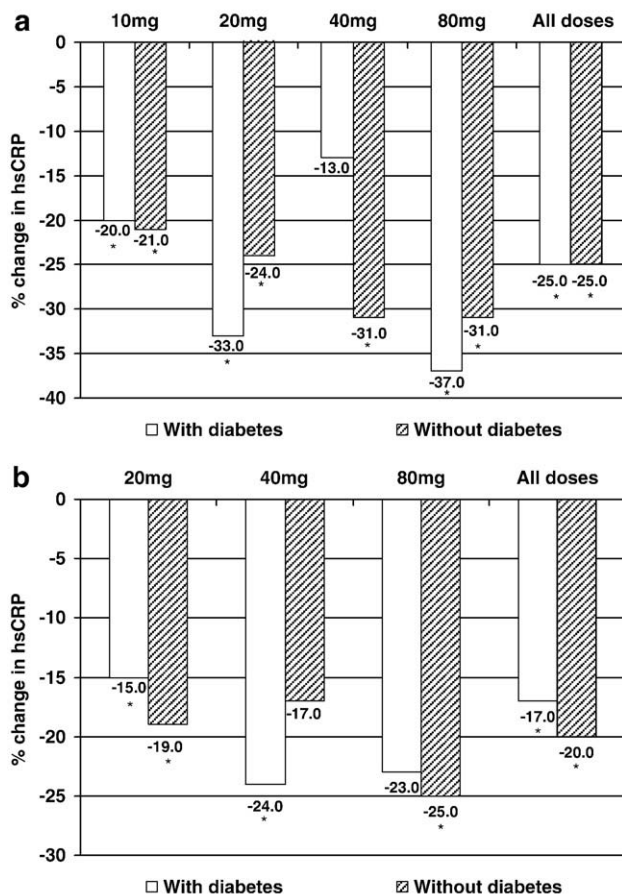 a
10mg 20mg 40mg 80mg All doses
0
-5
-10
-15
-20
-25
-30
-35
-40
% change in hsCRP
-20.0 -21.0 -33.0 -24.0 -13.0 -31.0 -37.0 -31.0 -25.0 -25.0
* * * * * * * * *
With diabetes Without diabetes
b
20mg 40mg 80mg All doses
0
-5
-10
-15
-20
-25
-30
% change in hsCRP
-15.0 -19.0 -24.0 -17.0 -23.0 -25.0 -17.0 -20.0
* * * * * *
With diabetes Without diabetes